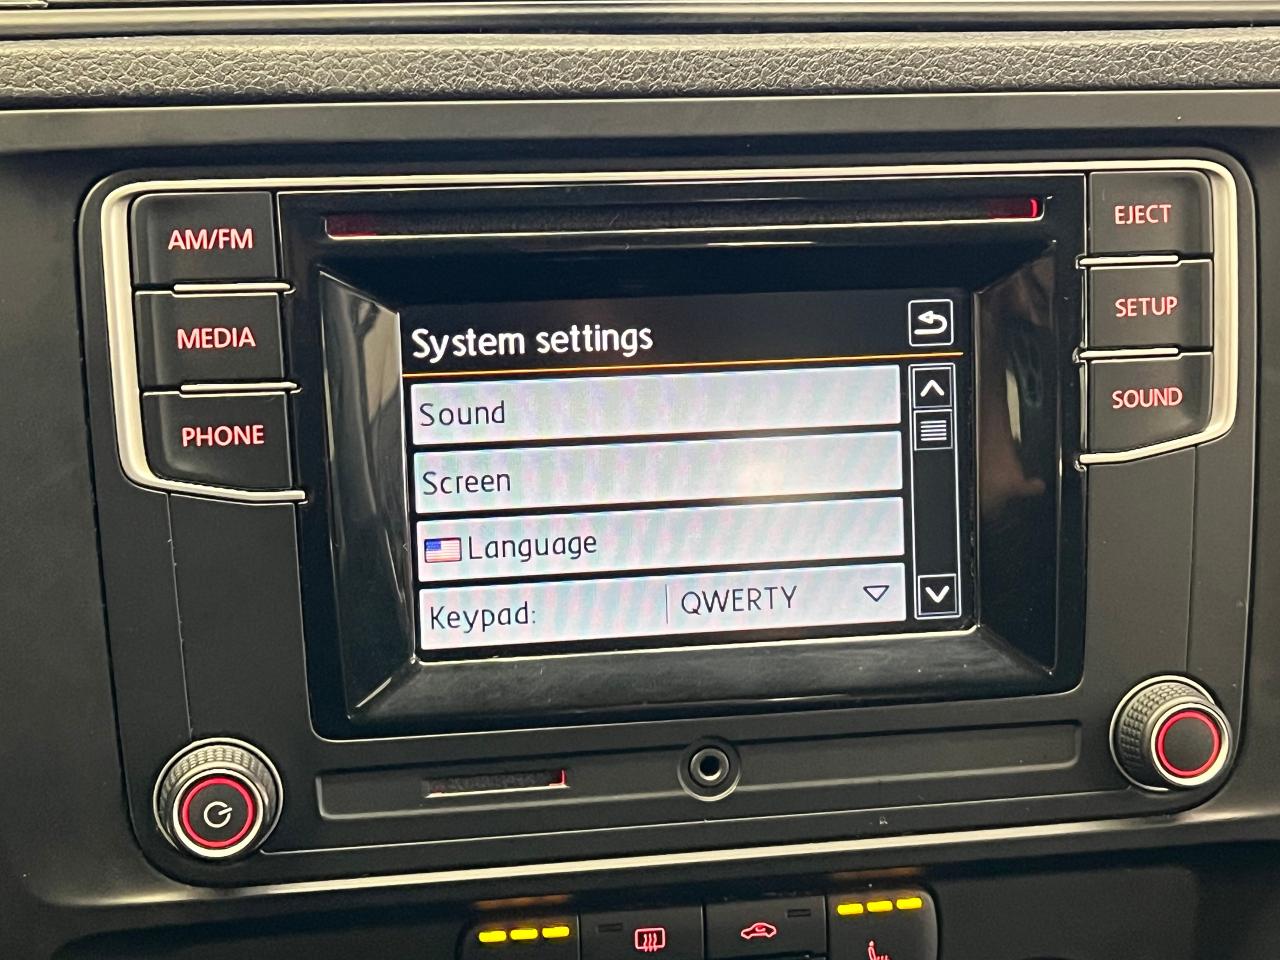 AM/FM
MEDIA
PHONE
EJECT
SETUP
SOUND
System settings
Sound
Screen
Language
Keypad: QWERTY